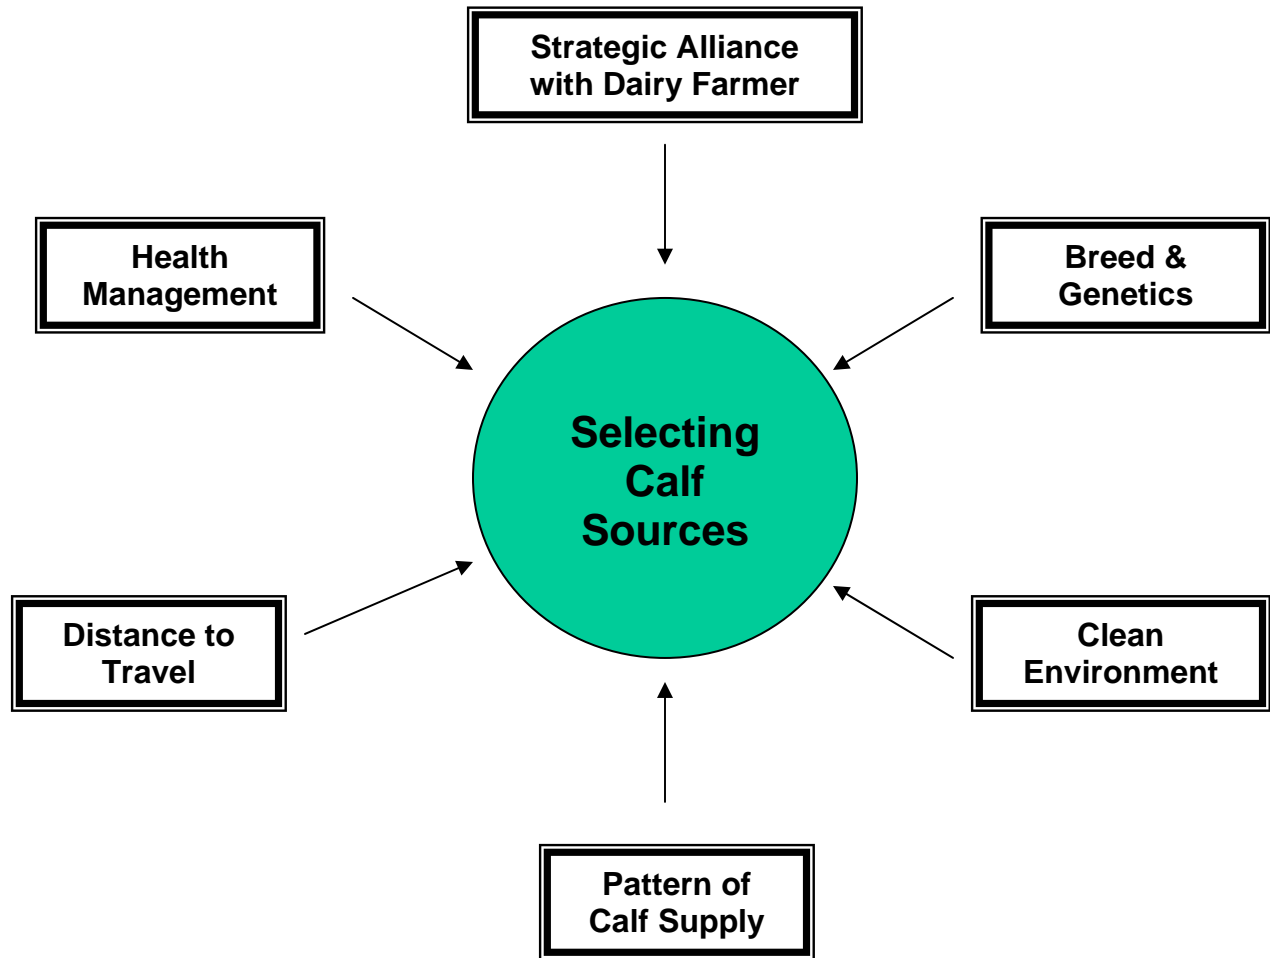 Strategic Alliance
with Dairy Farmer
Health
Management
Breed &
Genetics
Selecting
Calf
Sources
Distance to
Travel
Clean
Environment
Pattern of
Calf Supply